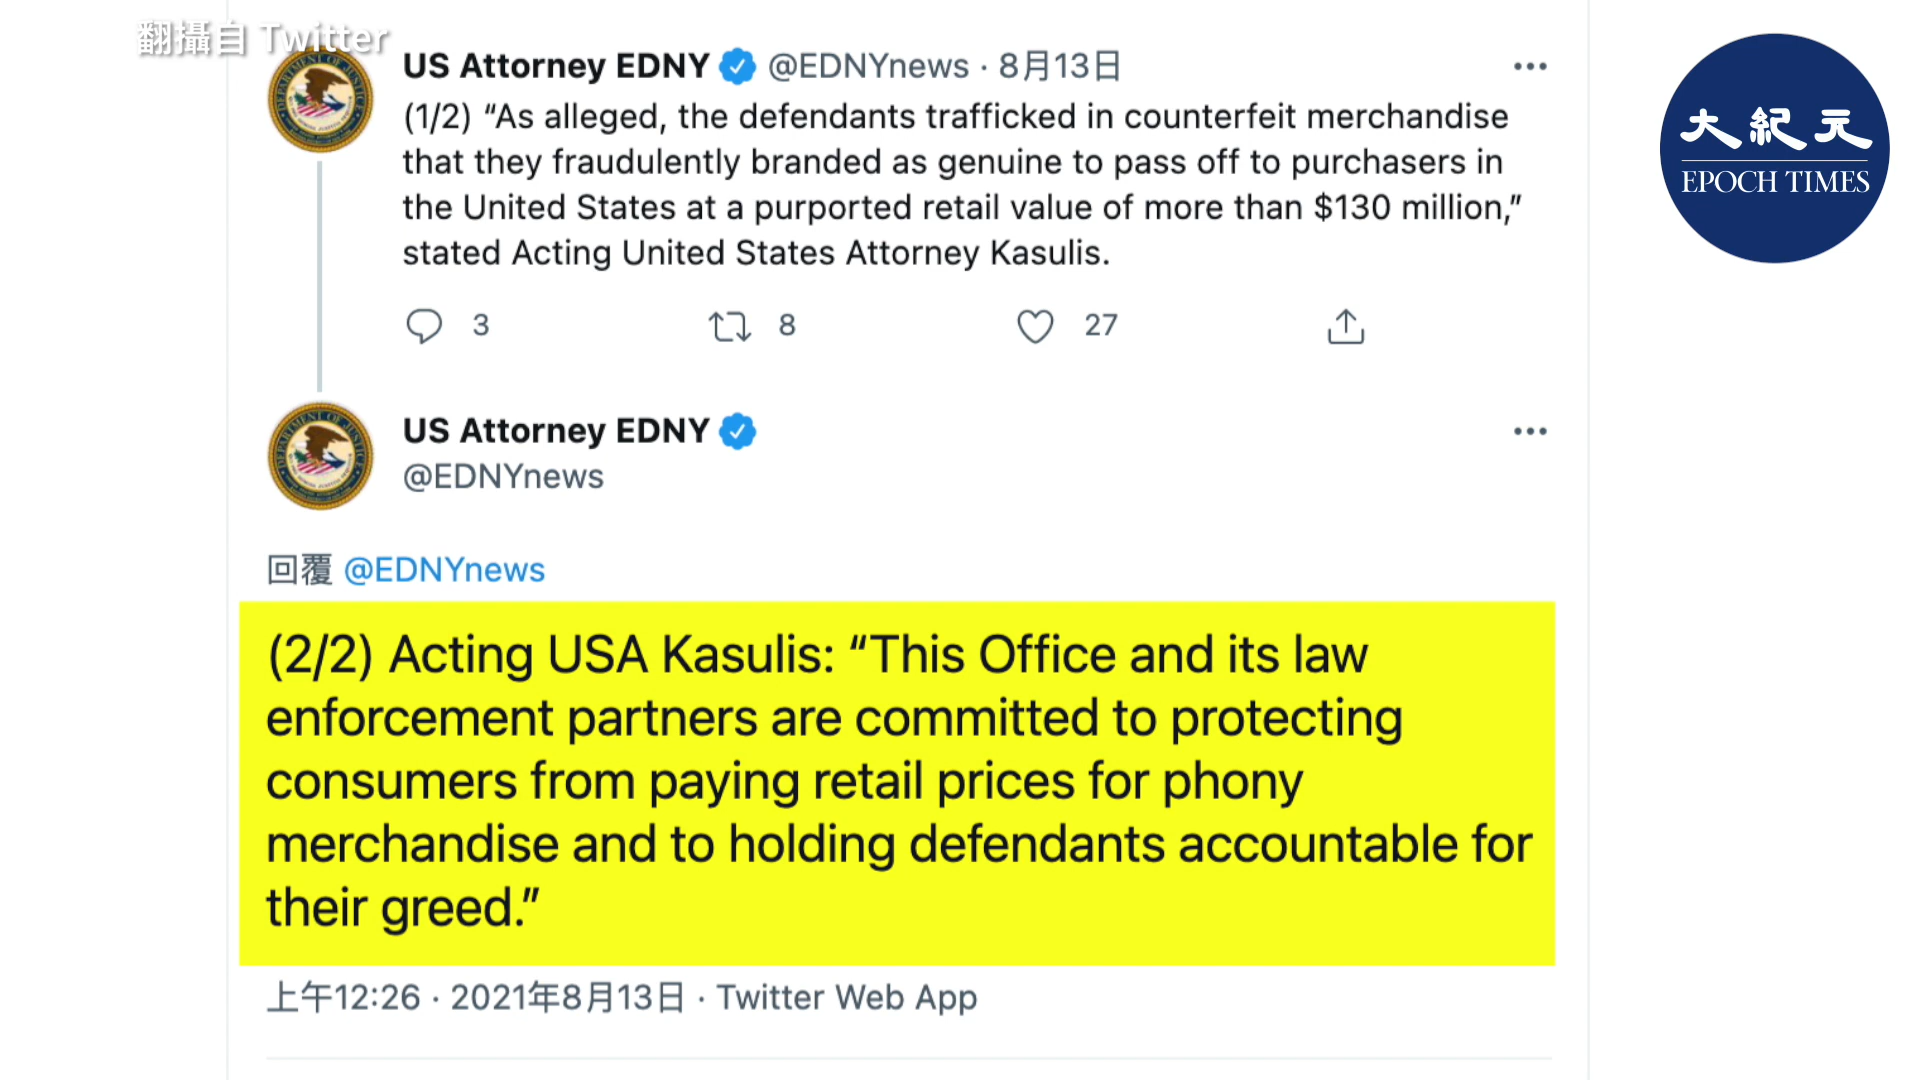 翻攝自 Twitter
US Attorney EDNY @EDNYnews · 8月13日
(1/2) “As alleged, the defendants trafficked in counterfeit merchandise
that they fraudulently branded as genuine to pass off to purchasers in
the United States at a purported retail value of more than $130 million,”
stated Acting United States Attorney Kasulis.
3 8 27
US Attorney EDNY
@EDNYnews
回覆 @EDNYnews
(2/2) Acting USA Kasulis: “This Office and its law
enforcement partners are committed to protecting
consumers from paying retail prices for phony
merchandise and to holding defendants accountable for
their greed.”
上午12:26 · 2021年8月13日 · Twitter Web App
大紀元
EPOCH TIMES